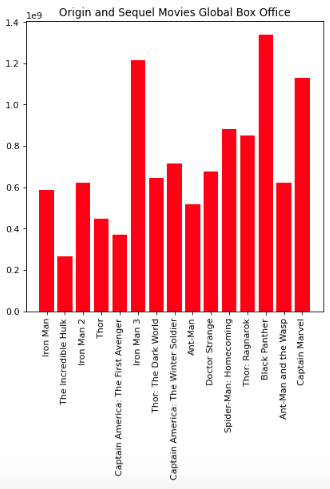 Origin and Sequel Movies Global Box Office
1e9
1.4
1.2
1.0
0.8
0.6
0.4
0.2
0.0
Iron Man
The Incredible Hulk
Iron Man 2
Thor
Captain America: The First Avenger
Iron Man 3
Thor: The Dark World
Captain America: The Winter Soldier
Ant-Man
Doctor Strange
Spider-Man: Homecoming
Thor: Ragnarok
Black Panther
Ant-Man and the Wasp
Captain Marvel